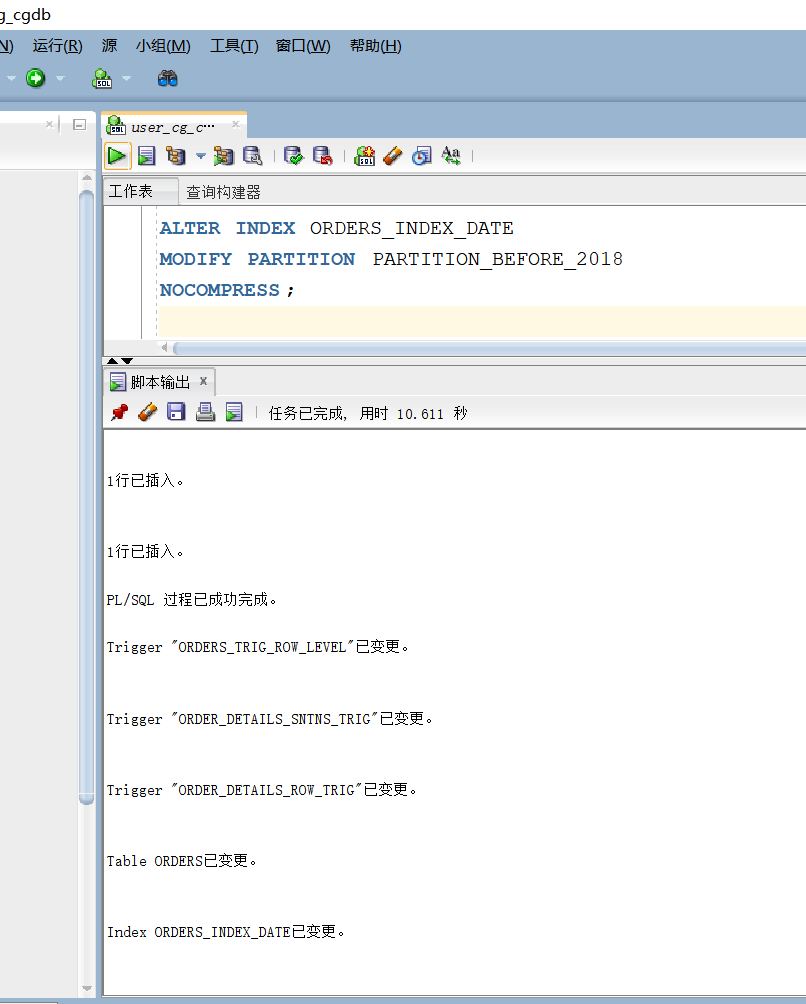 g_cgdb
N) 运行(R) 源 小组(M) 工具(T) 窗口(W) 帮助(H)
user_cg_c…
工作表 查询构建器
ALTER INDEX ORDERS_INDEX_DATE
MODIFY PARTITION PARTITION_BEFORE_2018
NOCOMPRESS;
脚本输出 x
任务已完成, 用时 10.611 秒
1行已插入。
1行已插入。
PL/SQL 过程已成功完成。
Trigger "ORDERS_TRIG_ROW_LEVEL"已变更。
Trigger "ORDER_DETAILS_SNTNS_TRIG"已变更。
Trigger "ORDER_DETAILS_ROW_TRIG"已变更。
Table ORDERS已变更。
Index ORDERS_INDEX_DATE已变更。